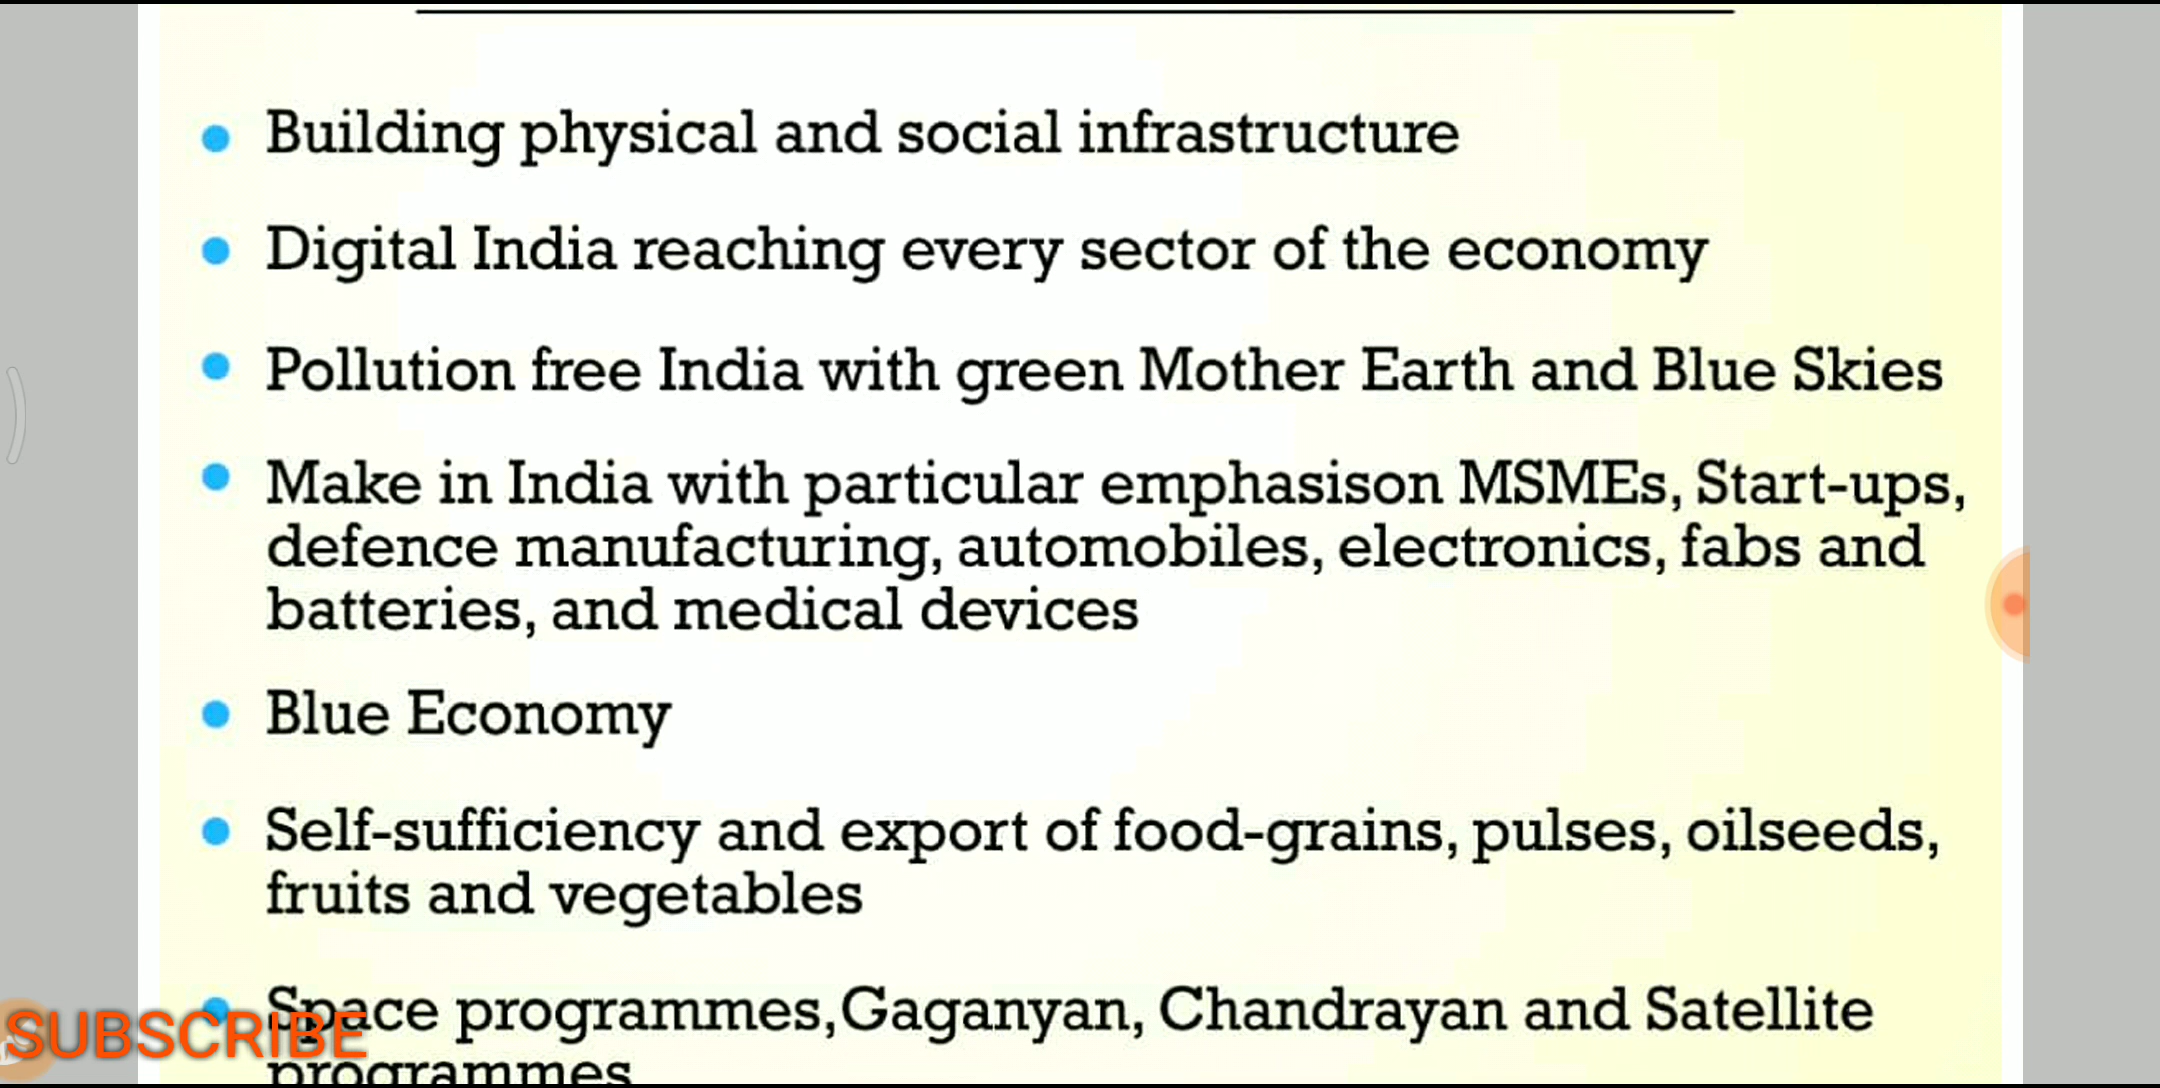 Building physical and social infrastructure
Digital India reaching every sector of the economy
Pollution free India with green Mother Earth and Blue Skies
Make in India with particular emphasison MSMEs, Start-ups,
defence manufacturing, automobiles, electronics, fabs and
batteries, and medical devices
Blue Economy
Self-sufficiency and export of food-grains, pulses, oilseeds,
fruits and vegetables
Space programmes,Gaganyan, Chandrayan and Satellite
programmes
SUBSCRIBE